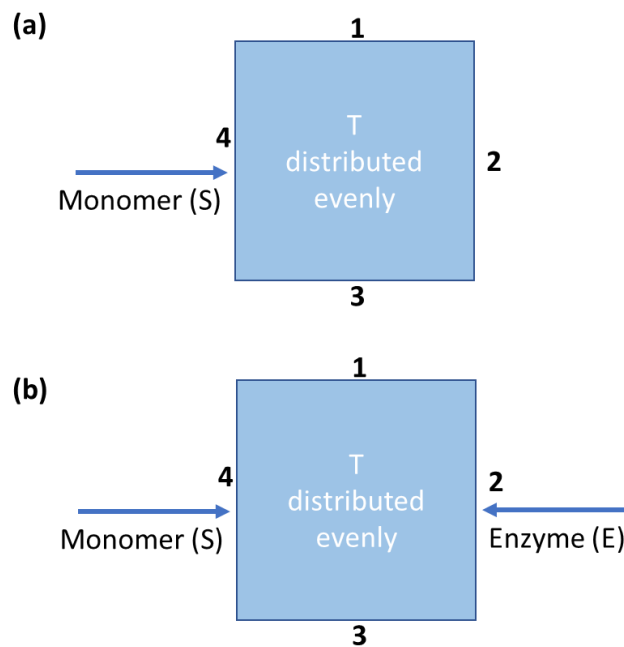 (a)
1
T
distributed
evenly
4
2
Monomer (S)
3
(b)
1
T
distributed
evenly
4
2
Monomer (S)
Enzyme (E)
3